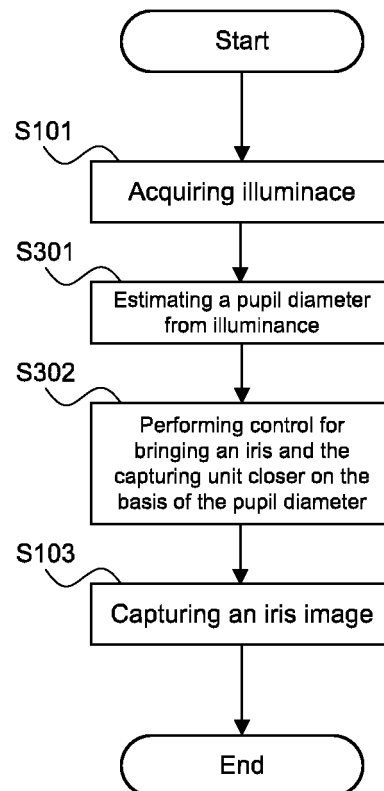 Start
S101
Acquiring illuminace
S301
Estimating a pupil diameter
from illuminance
S302
Performing control for
bringing an iris and the
capturing unit closer on the
basis of the pupil diameter
S103
Capturing an iris image
End